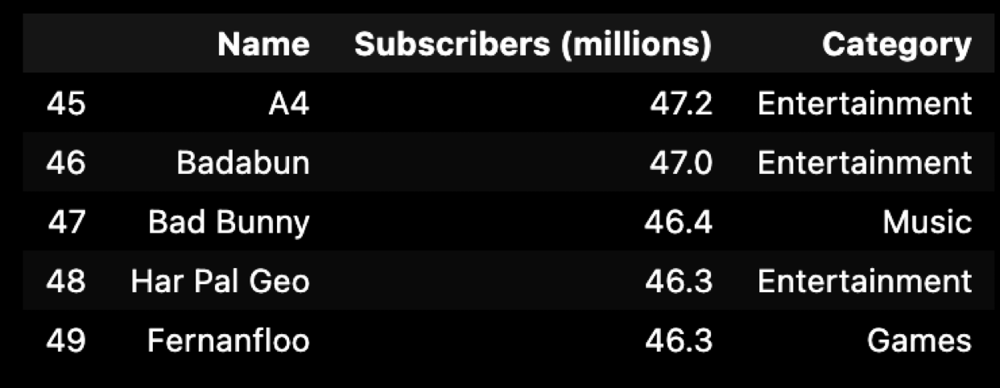 Name Subscribers (millions) Category
45 A4 47.2 Entertainment
46 Badabun 47.0 Entertainment
47 Bad Bunny 46.4 Music
48 Har Pal Geo 46.3 Entertainment
49 Fernanfloo 46.3 Games